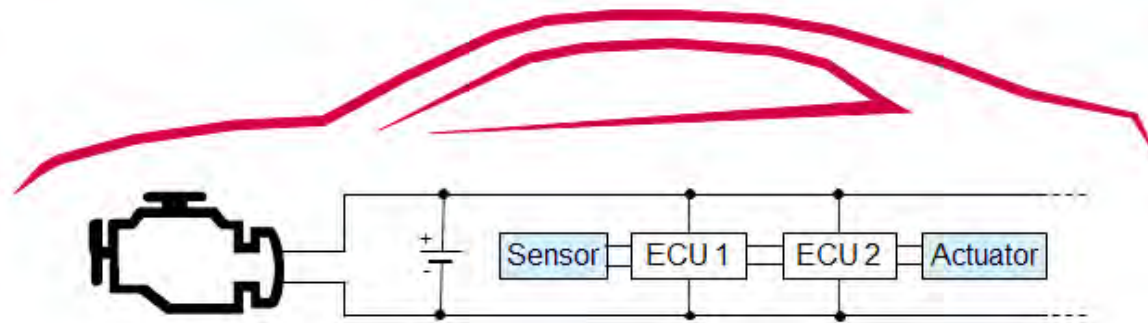 +
-
Sensor
ECU 1
ECU 2
Actuator